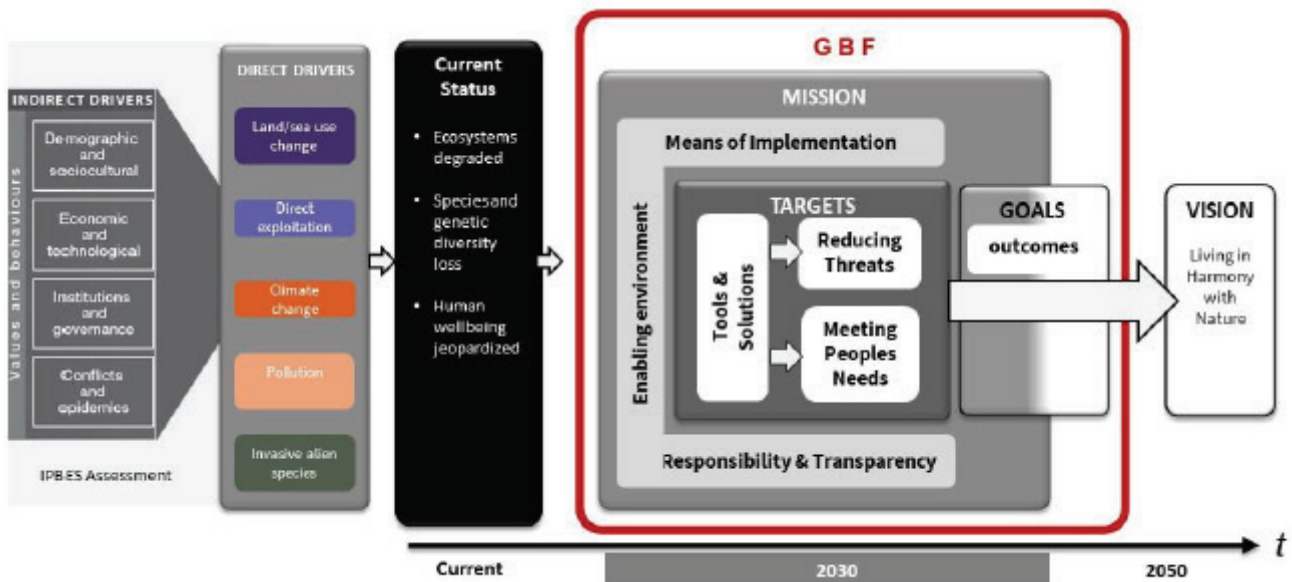 INDIRECT DRIVERS
Values and behaviours
Demographic
and
sociocultural
Economic
and
technological
Institutions
and
governance
Conflicts
and
epidemics
IPBES Assessment
DIRECT DRIVERS
Land/sea use
change
Direct
exploitation
Climate
change
Pollution
Invasive alien
species
Current
Status
• Ecosystems
degraded
• Species and
genetic
diversity
loss
• Human
wellbeing
jeopardized
GBF
MISSION
Means of Implementation
Enabling environment
TARGETS
Tools &
Solutions
Reducing
Threats
Meeting
Peoples
Needs
Responsibility & Transparency
GOALS
outcomes
VISION
Living in
Harmony
with
Nature
t
Current
2030
2050